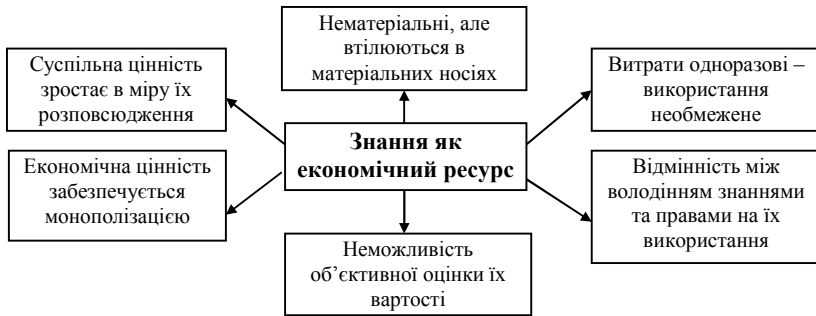 Нематеріальні, але
втілюються в
матеріальних носіях
Суспільна цінність
зростає в міру їх
розповсюдження
Витрати одноразові –
використання
необмежене
Знання як
економічний ресурс
Економічна цінність
забезпечується
монополізацією
Відмінність між
володінням знаннями
та правами на їх
використання
Неможливість
об’єктивної оцінки їх
вартості